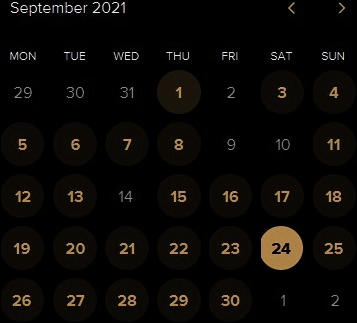 September 2021
MON TUE WED THU FRI SAT SUN
29 30 31 1 2 3 4
5 6 7 8 9 10 11
12 13 14 15 16 17 18
19 20 21 22 23 24 25
26 27 28 29 30 1 2